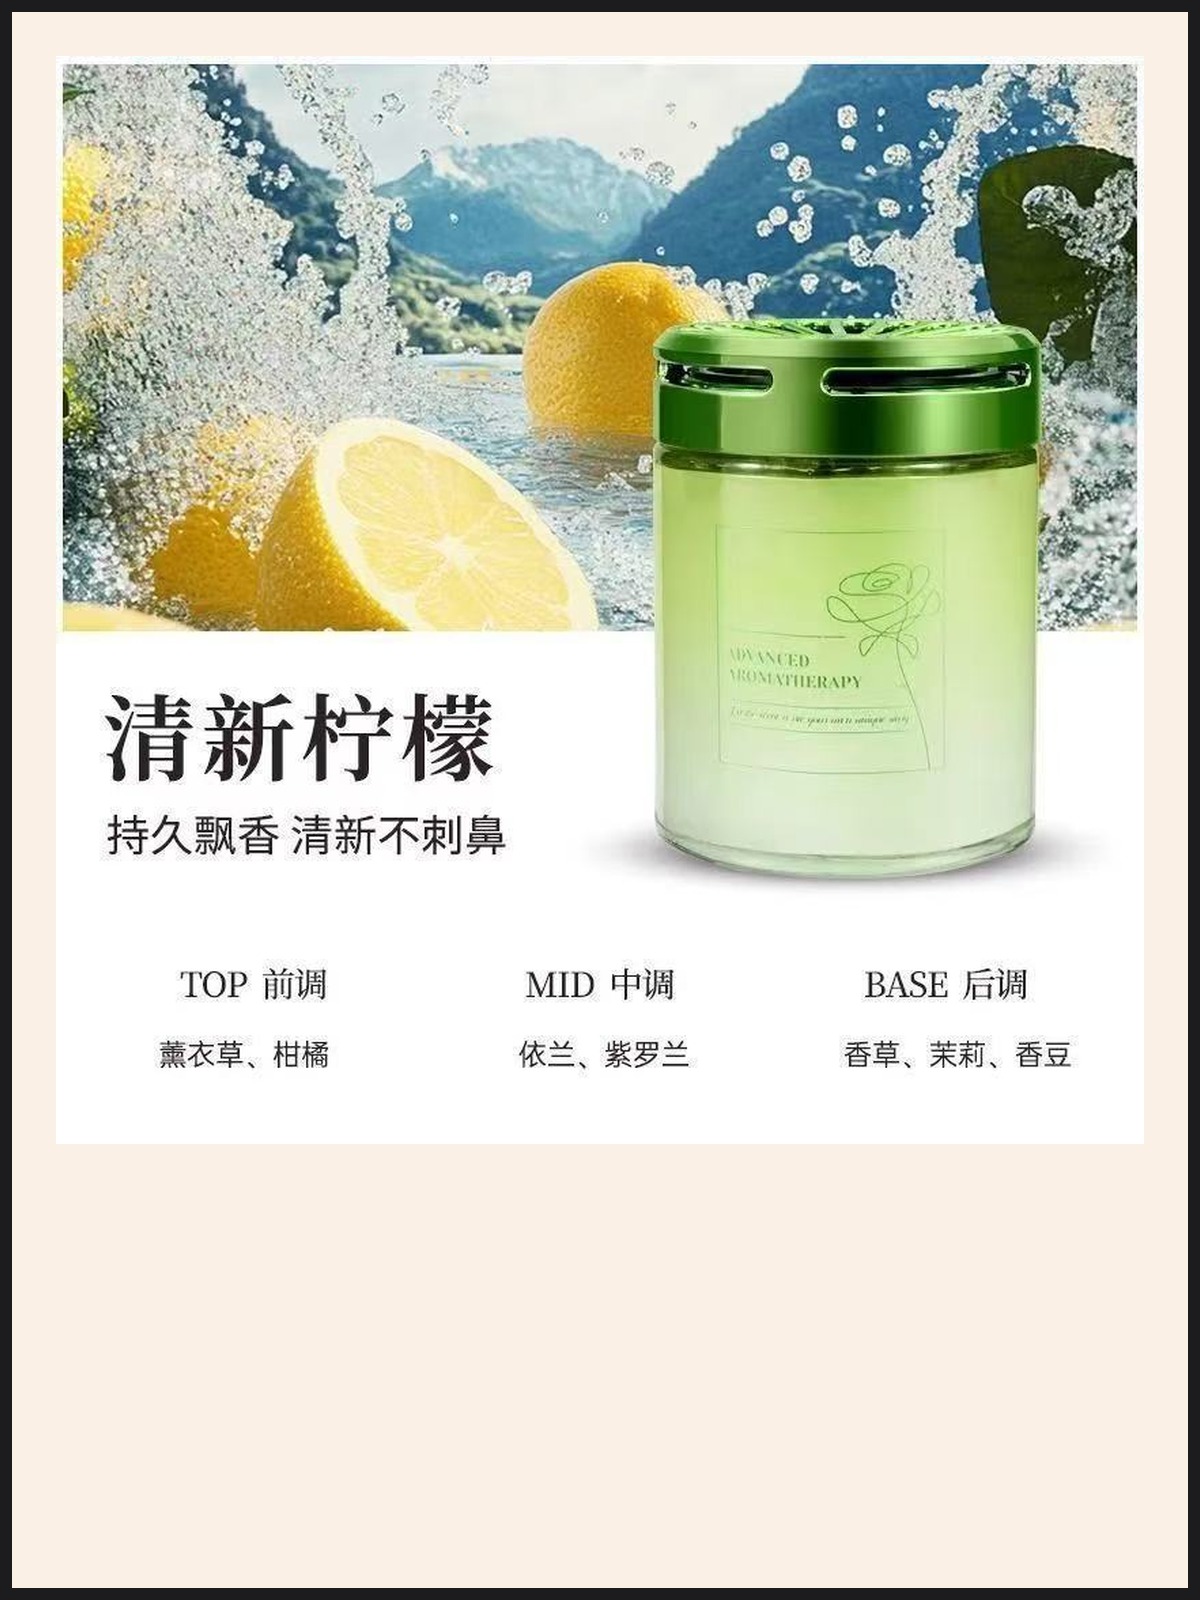 ADVANCED
AROMATHERAPY
清新柠檬
持久飘香 清新不刺鼻
TOP 前调
MID 中调
BASE 后调
薰衣草、柑橘
依兰、紫罗兰
香草、茉莉、香豆